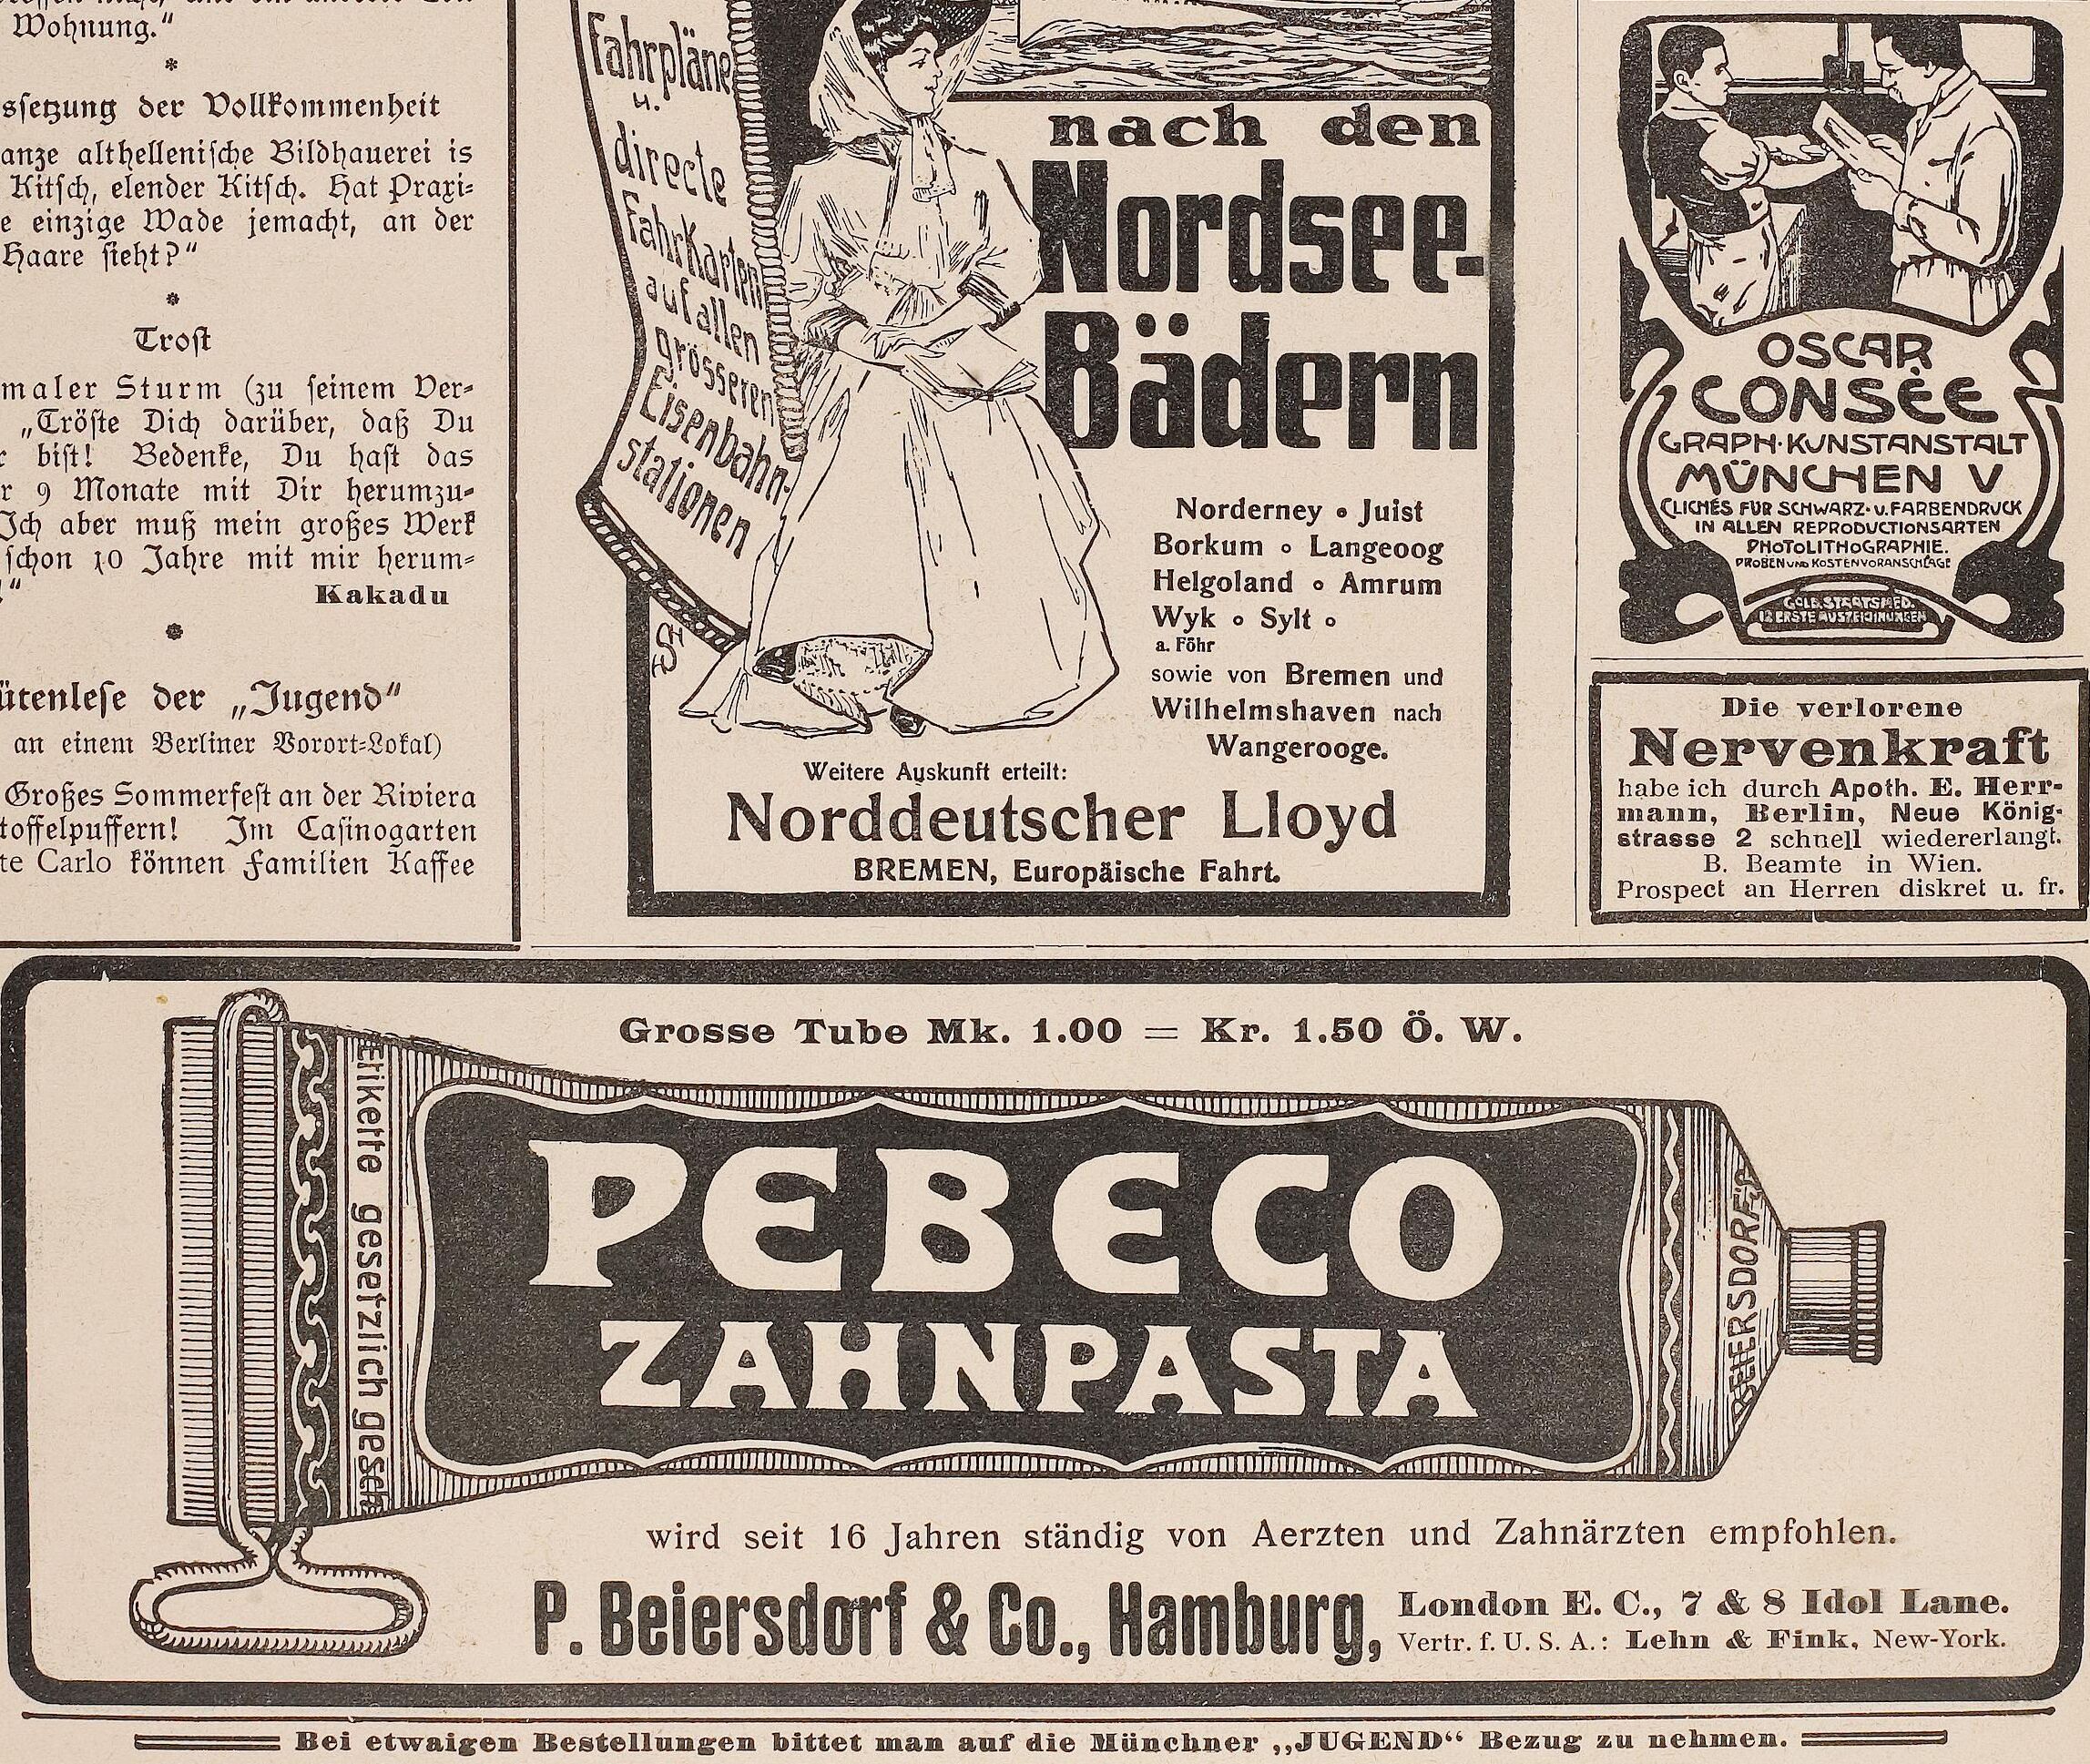 Wohnung.“
der Vollkommenheit
althellenische Bildhauerei is
Kitsch, elender Kitsch. Hat Praxi-
einzige Wade jemacht, an der
Haare sieht?“
Trost
maler Sturm (zu seinem Ver-
„Tröste Dich darüber, daß Du
bist! Bedenke, Du hast das
9 Monate mit Dir herumzu-
Ich aber muß mein großes Werk
schon 10 Jahre mit mir herum-
Kakadu
der „Jugend“
an einem Berliner Vorort-Lokal)
Großes Sommerfest an der Riviera
Im Casinogarten
Carlo können Familien Kaffee
Fahrpläne
u.
directe
Fahrkarten
auf allen
grösseren
Eisenbahn-
stationen
nach den
Nordsee-
Bädern
Norderney ∘ Juist
Borkum ∘ Langeoog
Helgoland ∘ Amrum
Wyk ∘ Sylt ∘
a. Föhr
sowie von Bremen und
Wilhelmshaven nach
Wangerooge.
Weitere Auskunft erteilt:
Norddeutscher Lloyd
BREMEN, Europäische Fahrt.
OSCAR
CONSÉE
GRAPH·KUNSTANSTALT
MÜNCHEN V
CLICHÉS FÜR SCHWARZ- u. FARBENDRUCK
IN ALLEN REPRODUCTIONSARTEN
PHOTOLITHOGRAPHIE.
PROBEN UND KOSTENVORANSCHLÄGE
GOLD. STAATSMED.
12 ERSTE AUSZEICHNUNGEN
Die verlorene
Nervenkraft
habe ich durch Apoth. E. Herr-
mann, Berlin, Neue König-
strasse 2 schnell wiedererlangt.
B. Beamte in Wien.
Prospect an Herren diskret u. fr.
Grosse Tube Mk. 1.00 = Kr. 1.50 Ö. W.
Etikette gesetzlich gesch.
PEBECO
ZAHNPASTA
BEIERSDORF's
wird seit 16 Jahren ständig von Aerzten und Zahnärzten empfohlen.
P. Beiersdorf & Co., Hamburg, London E. C., 7 & 8 Idol Lane.
Vertr. f. U. S. A.: Lehn & Fink, New-York.
Bei etwaigen Bestellungen bittet man auf die Münchner „JUGEND“ Bezug zu nehmen.